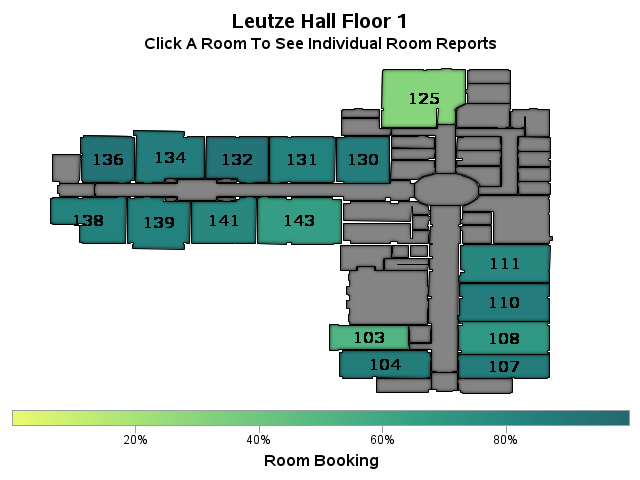 Leutze Hall Floor 1
Click A Room To See Individual Room Reports
125
136 134 132 131 130
138 139 141 143
111
110
103 108
104 107
20% 40% 60% 80%
Room Booking